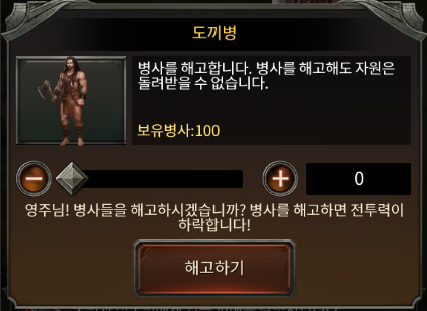 도끼병
병사를 해고합니다. 병사를 해고해도 자원은
돌려받을 수 없습니다.
보유병사:100
0
영주님! 병사들을 해고하시겠습니까? 병사를 해고하면 전투력이
하락합니다!
해고하기